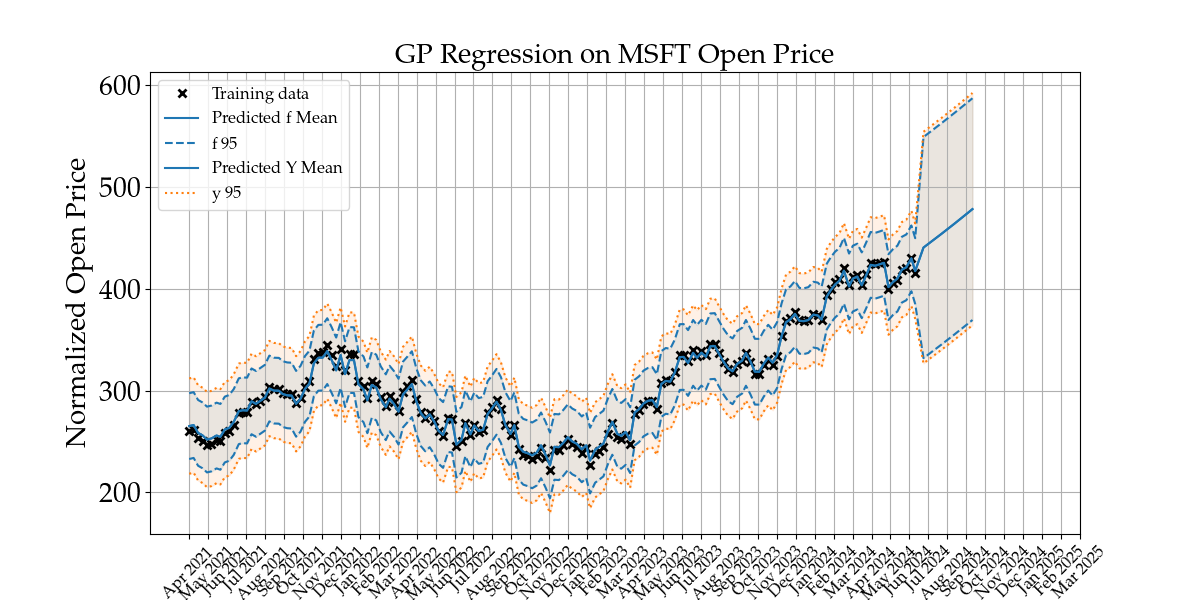 GP Regression on MSFT Open Price
Training data
Predicted f Mean
f 95
Predicted Y Mean
y 95
Normalized Open Price
600
500
400
300
200
Apr 2021
May 2021
Jun 2021
Jul 2021
Aug 2021
Sep 2021
Oct 2021
Nov 2021
Dec 2021
Jan 2022
Feb 2022
Mar 2022
Apr 2022
May 2022
Jun 2022
Jul 2022
Aug 2022
Sep 2022
Oct 2022
Nov 2022
Dec 2022
Jan 2023
Feb 2023
Mar 2023
Apr 2023
May 2023
Jun 2023
Jul 2023
Aug 2023
Sep 2023
Oct 2023
Nov 2023
Dec 2023
Jan 2024
Feb 2024
Mar 2024
Apr 2024
May 2024
Jun 2024
Jul 2024
Aug 2024
Sep 2024
Oct 2024
Nov 2024
Dec 2024
Jan 2025
Feb 2025
Mar 2025